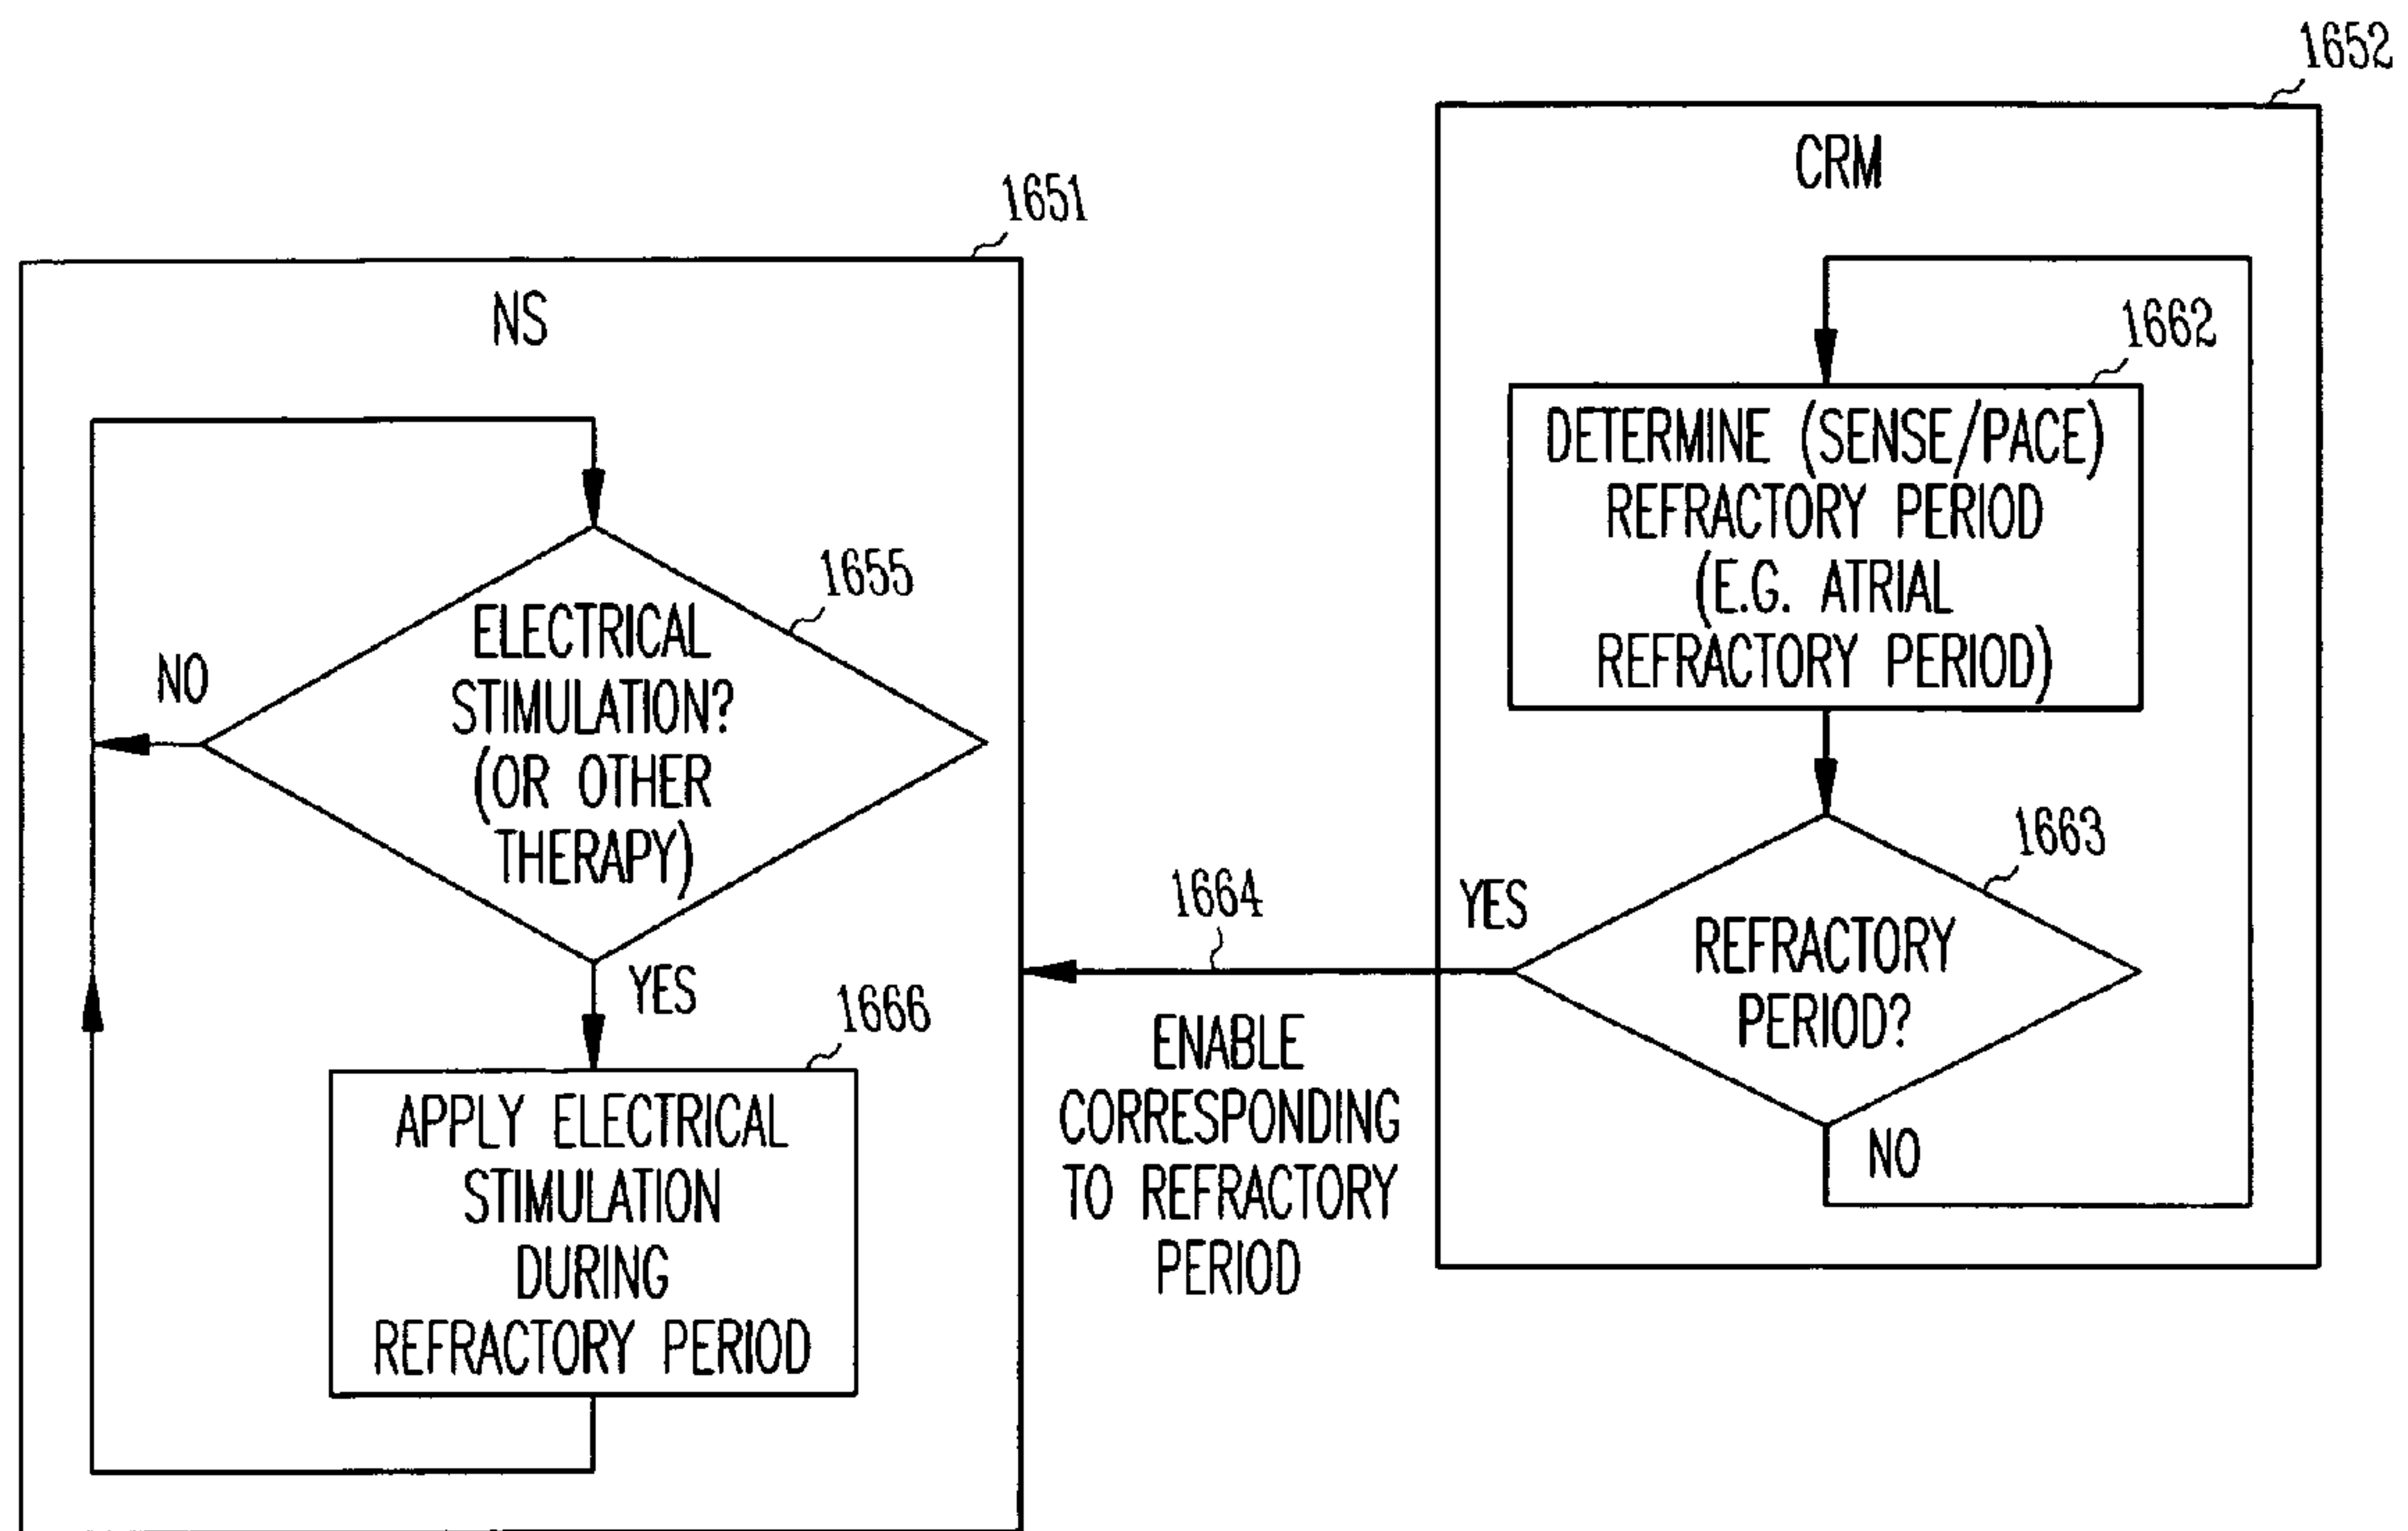 1651
NS
1655
ELECTRICAL
STIMULATION?
(OR OTHER
THERAPY)
NO
YES
1666
APPLY ELECTRICAL
STIMULATION
DURING
REFRACTORY PERIOD
1664
ENABLE
CORRESPONDING
TO REFRACTORY
PERIOD
1652
CRM
1662
DETERMINE (SENSE/PACE)
REFRACTORY PERIOD
(E.G. ATRIAL
REFRACTORY PERIOD)
1663
REFRACTORY
PERIOD?
YES
NO